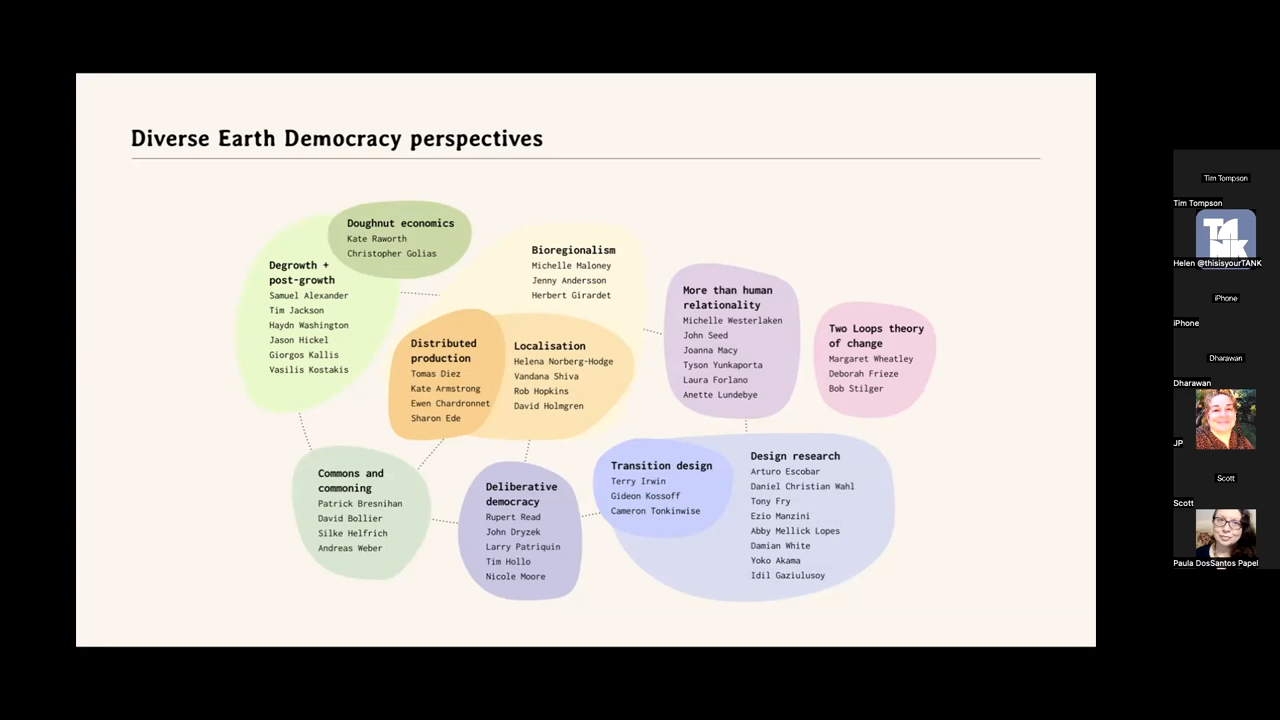 Diverse Earth Democracy perspectives
Doughnut economics
Kate Raworth
Christopher Golias
Degrowth +
post-growth
Samuel Alexander
Tim Jackson
Haydn Washington
Jason Hickel
Giorgos Kallis
Vasilis Kostakis
Bioregionalism
Michelle Maloney
Jenny Andersson
Herbert Girardet
Distributed
production
Tomas Diez
Kate Armstrong
Ewen Chardronnet
Sharon Ede
Localisation
Helena Norberg-Hodge
Vandana Shiva
Rob Hopkins
David Holmgren
More than human
relationality
Michelle Westerlaken
John Seed
Joanna Macy
Tyson Yunkaporta
Laura Forlano
Anette Lundebye
Two Loops theory
of change
Margaret Wheatley
Deborah Frieze
Bob Stilger
Commons and
commoning
Patrick Bresnihan
David Bollier
Silke Helfrich
Andreas Weber
Deliberative
democracy
Rupert Read
John Dryzek
Larry Patriquin
Tim Hollo
Nicole Moore
Transition design
Terry Irwin
Gideon Kossoff
Cameron Tonkinwise
Design research
Arturo Escobar
Daniel Christian Wahl
Tony Fry
Ezio Manzini
Abby Mellick Lopes
Damian White
Yoko Akama
Idil Gaziulusoy
Tim Tompson
Tim Tompson
TANK
Helen @thisisyourTANK
iPhone
iPhone
Dharawan
Dharawan
JP
Scott
Scott
Paula DosSantos Papel